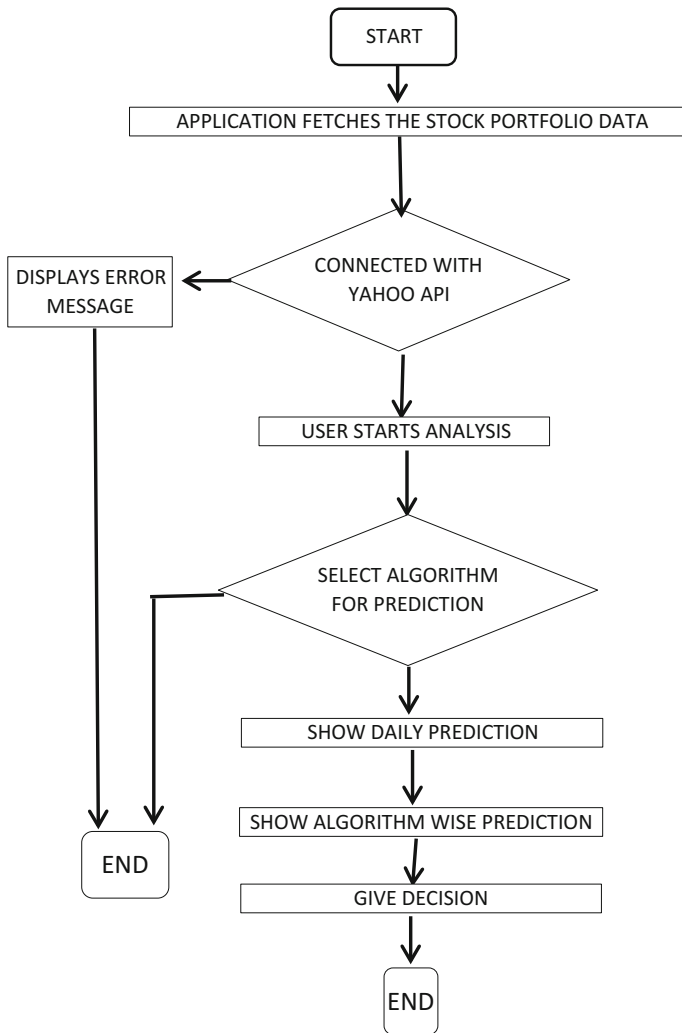 START
APPLICATION FETCHES THE STOCK PORTFOLIO DATA
CONNECTED WITH
YAHOO API
DISPLAYS ERROR
MESSAGE
USER STARTS ANALYSIS
SELECT ALGORITHM
FOR PREDICTION
SHOW DAILY PREDICTION
SHOW ALGORITHM WISE PREDICTION
END
GIVE DECISION
END